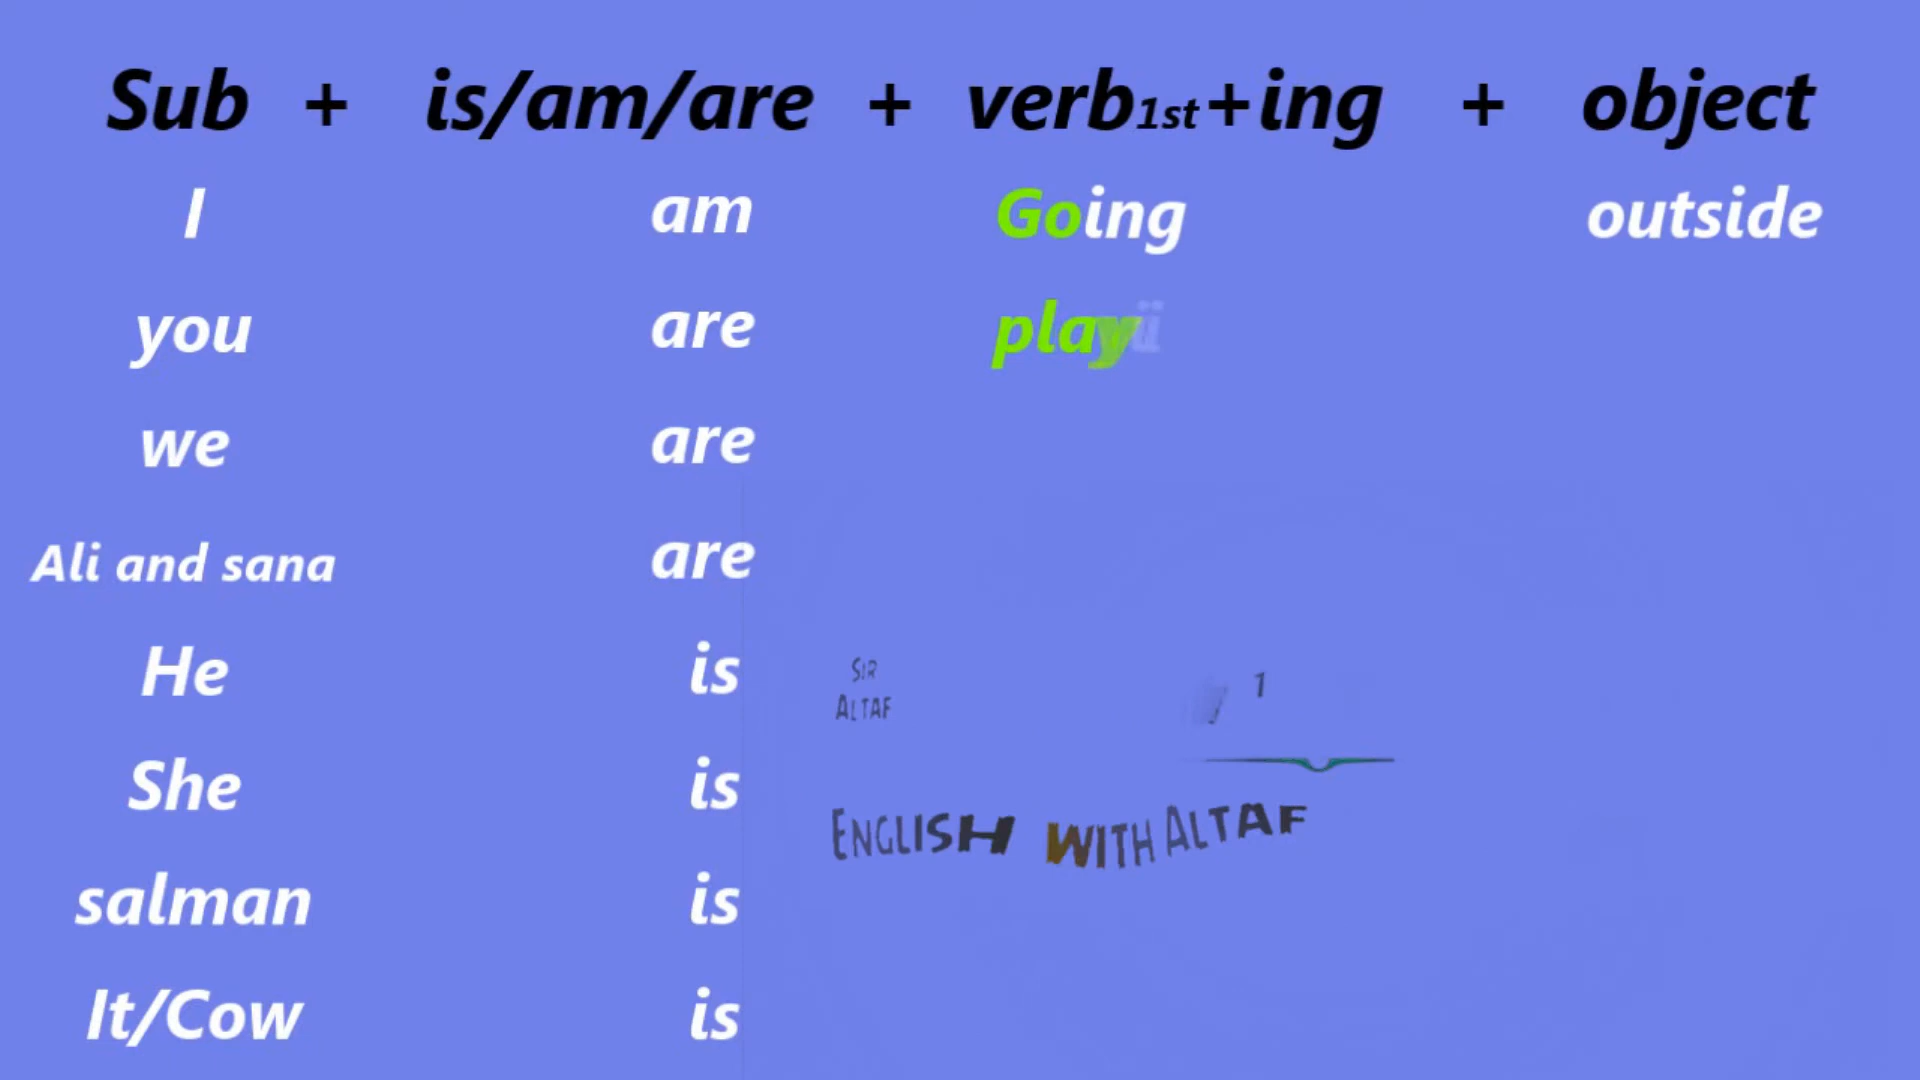 Sub + is/am/are + verb1st+ing + object
I am Going outside
you are play
we are
Ali and sana are
He is
SIR
ALTAF
1
She is
ENGLISH WITH ALTAF
salman is
It/Cow is